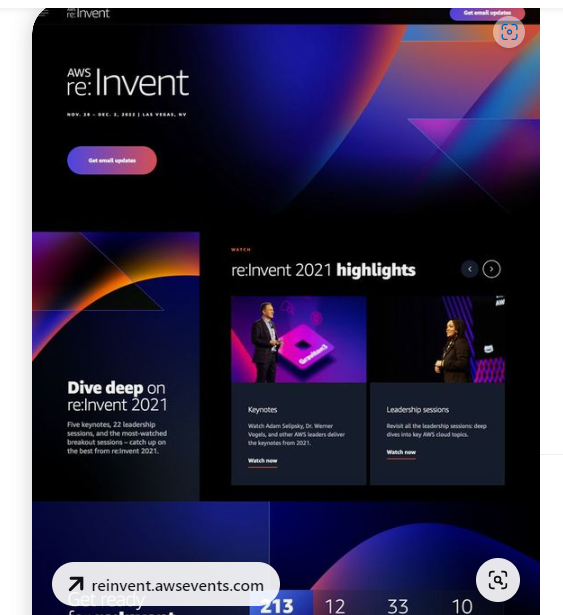 re:Invent
Get email updates
AWS
re:Invent
NOV. 28 – DEC. 2, 2022 | LAS VEGAS, NV
Get email updates
WATCH
re:Invent 2021 highlights
Graviton3
Keynotes
Watch Adam Selipsky, Dr. Werner
Vogels, and other AWS leaders deliver
the keynotes from 2021.
Watch now
Leadership sessions
Revisit all the leadership sessions: deep
dives into key AWS cloud topics.
Watch now
Dive deep on
re:Invent 2021
Five keynotes, 22 leadership
sessions, and the most-watched
breakout sessions – catch up on
the best from re:Invent 2021.
Get ready
reinvent.awsevents.com
213 12 33 10